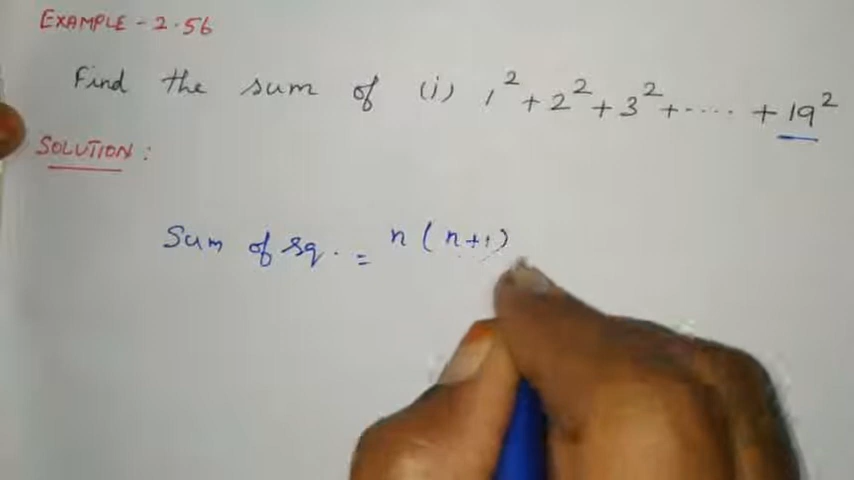 EXAMPLE - 2.56
Find the sum of (i) 1² + 2² + 3² + ..... + 19²
SOLUTION :
Sum of sq. = n ( n+1)